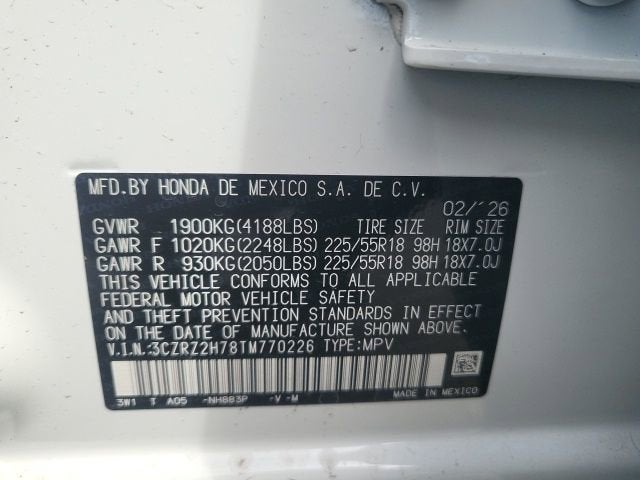 MFD.BY HONDA DE MEXICO S.A. DE C.V.
02/'26
GVWR 1900KG(4188LBS) TIRE SIZE RIM SIZE
GAWR F 1020KG(2248LBS) 225/55R18 98H 18X7.0J
GAWR R 930KG(2050LBS) 225/55R18 98H 18X7.0J
THIS VEHICLE CONFORMS TO ALL APPLICABLE
FEDERAL MOTOR VEHICLE SAFETY
AND THEFT PREVENTION STANDARDS IN EFFECT
ON THE DATE OF MANUFACTURE SHOWN ABOVE.
V.I.N.:3CZRZ2H78TM770226 TYPE:MPV
3W1 T A05 -NH883P -V -M MADE IN MEXICO